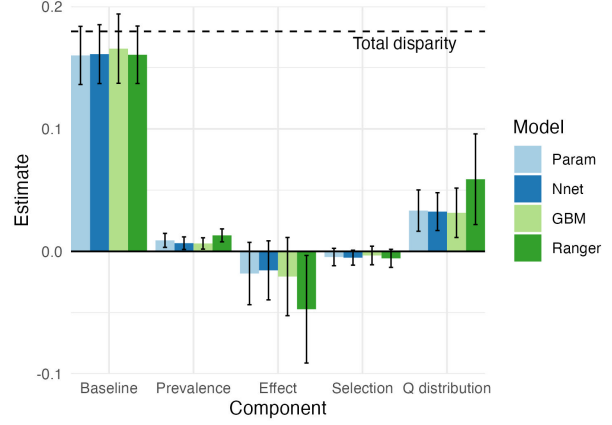 0.2
Total disparity
0.1
0.0
-0.1
Estimate
Baseline Prevalence Effect Selection Q distribution
Component
Model
Param
Nnet
GBM
Ranger